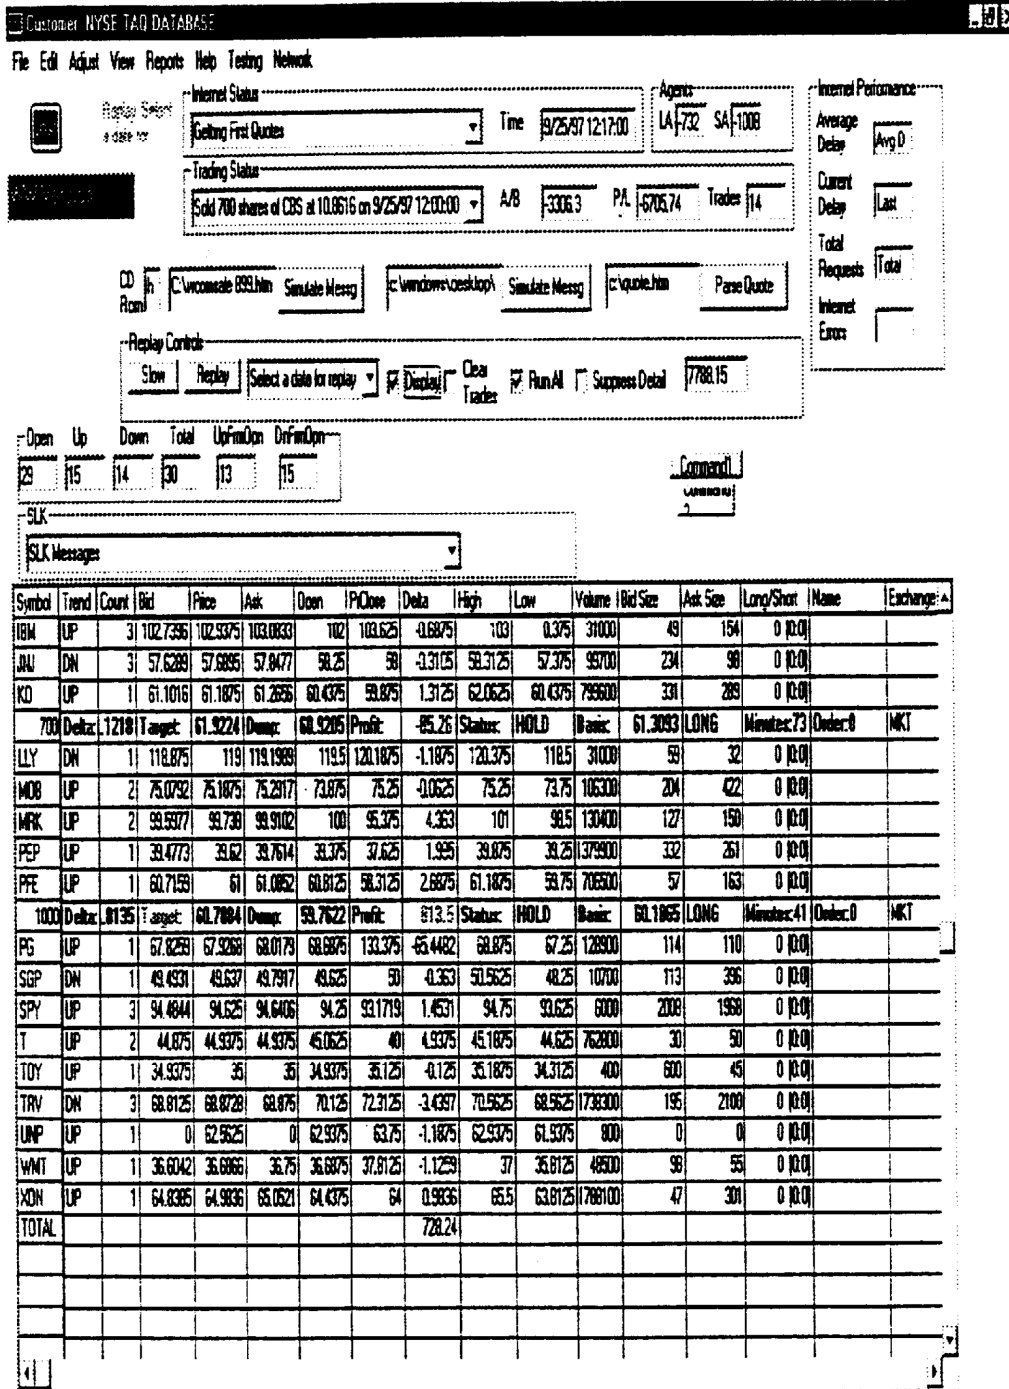 Customer NYSE TAQ DATABASE
File Edit Adjust View Reports Help Testing Network
Replay Select
a date for
Internet Status
Getting First Quotes
Time 9/25/97 12:17:00
Agents
LA -732 SA -1008
Internet Performance
Average Delay Avg D
Current Delay Last
Total Requests Total
Internet Errors
Trading Status
Sold 700 shares of CBS at 10.8616 on 9/25/97 12:00:00
A/B -3306.3 P/L -6705.74 Trades 14
CD Rom h C:\wcomsale 899.htm Simulate Messg c:\windows\desktop\ Simulate Messg c:\quote.htm Parse Quote
Replay Controls
Slow Replay Select a date for replay Display Clear Trades Run All Suppress Detail 7788.15
Open Up Down Total UpFrmOpn DnFrmOpn
29 15 14 30 13 15
Command1
2
SLK
SLK Messages
Symbol Trend Count Bid Price Ask Open PrClose Delta High Low Volume Bid Size Ask Size Long/Short Name Exchange
IBM UP 3 102.7396 102.9375 103.0833 102 103.625 -0.6875 103 0.375 31000 49 154 0 |0:0|
JNJ DN 3 57.6289 57.6895 57.8477 58.25 58 -0.3105 58.3125 57.375 99700 234 98 0 |0:0|
KO UP 1 61.1016 61.1875 61.2656 60.4375 59.875 1.3125 62.0625 60.4375 799600 331 289 0 |0:0|
700 Delta: .1218 Target: 61.9224 Dump: 60.9205 Profit: -85.26 Status: HOLD Basis: 61.3093 LONG Minutes:73 Order:0 MKT
LLY DN 1 118.875 119 119.1989 119.5 120.1875 -1.1875 120.375 118.5 31000 59 32 0 |0:0|
MOB UP 2 75.0792 75.1875 75.2917 73.875 75.25 -0.0625 75.25 73.75 106300 204 422 0 |0:0|
MRK UP 2 99.5977 99.738 99.9102 100 95.375 4.363 101 98.5 130400 127 150 0 |0:0|
PEP UP 1 39.4773 39.62 39.7614 39.375 37.625 1.995 39.875 39.25 1379900 332 261 0 |0:0|
PFE UP 1 60.7159 61 61.0852 60.8125 58.3125 2.6875 61.1875 59.75 706500 57 163 0 |0:0|
1000 Delta: .8135 Target: 60.7884 Dump: 59.7622 Profit: 813.5 Status: HOLD Basis: 60.1865 LONG Minutes:41 Order:0 MKT
PG UP 1 67.8259 67.9268 68.0179 68.6875 133.375 -65.4482 68.875 67.25 128900 114 110 0 |0:0|
SGP DN 1 49.4931 49.637 49.7917 49.625 50 -0.363 50.5625 48.25 10700 113 396 0 |0:0|
SPY UP 3 94.4844 94.625 94.6406 94.25 93.1719 1.4531 94.75 93.625 6000 2008 1968 0 |0:0|
T UP 2 44.875 44.9375 44.9375 45.0625 40 4.9375 45.1875 44.625 762800 30 50 0 |0:0|
TOY UP 1 34.9375 35 35 34.9375 35.125 -0.125 35.1875 34.3125 400 600 45 0 |0:0|
TRV DN 3 68.8125 68.8728 68.875 70.125 72.3125 -3.4397 70.5625 68.5625 1738300 195 2100 0 |0:0|
UNP UP 1 0 62.5625 0 62.9375 63.75 -1.1875 62.9375 61.9375 800 0 0 0 |0:0|
WMT UP 1 36.6042 36.6866 36.75 36.6875 37.8125 -1.1259 37 35.8125 48500 98 55 0 |0:0|
XON UP 1 64.8385 64.9836 65.0521 64.4375 64 0.9836 65.5 63.8125 1788100 47 301 0 |0:0|
TOTAL 728.24